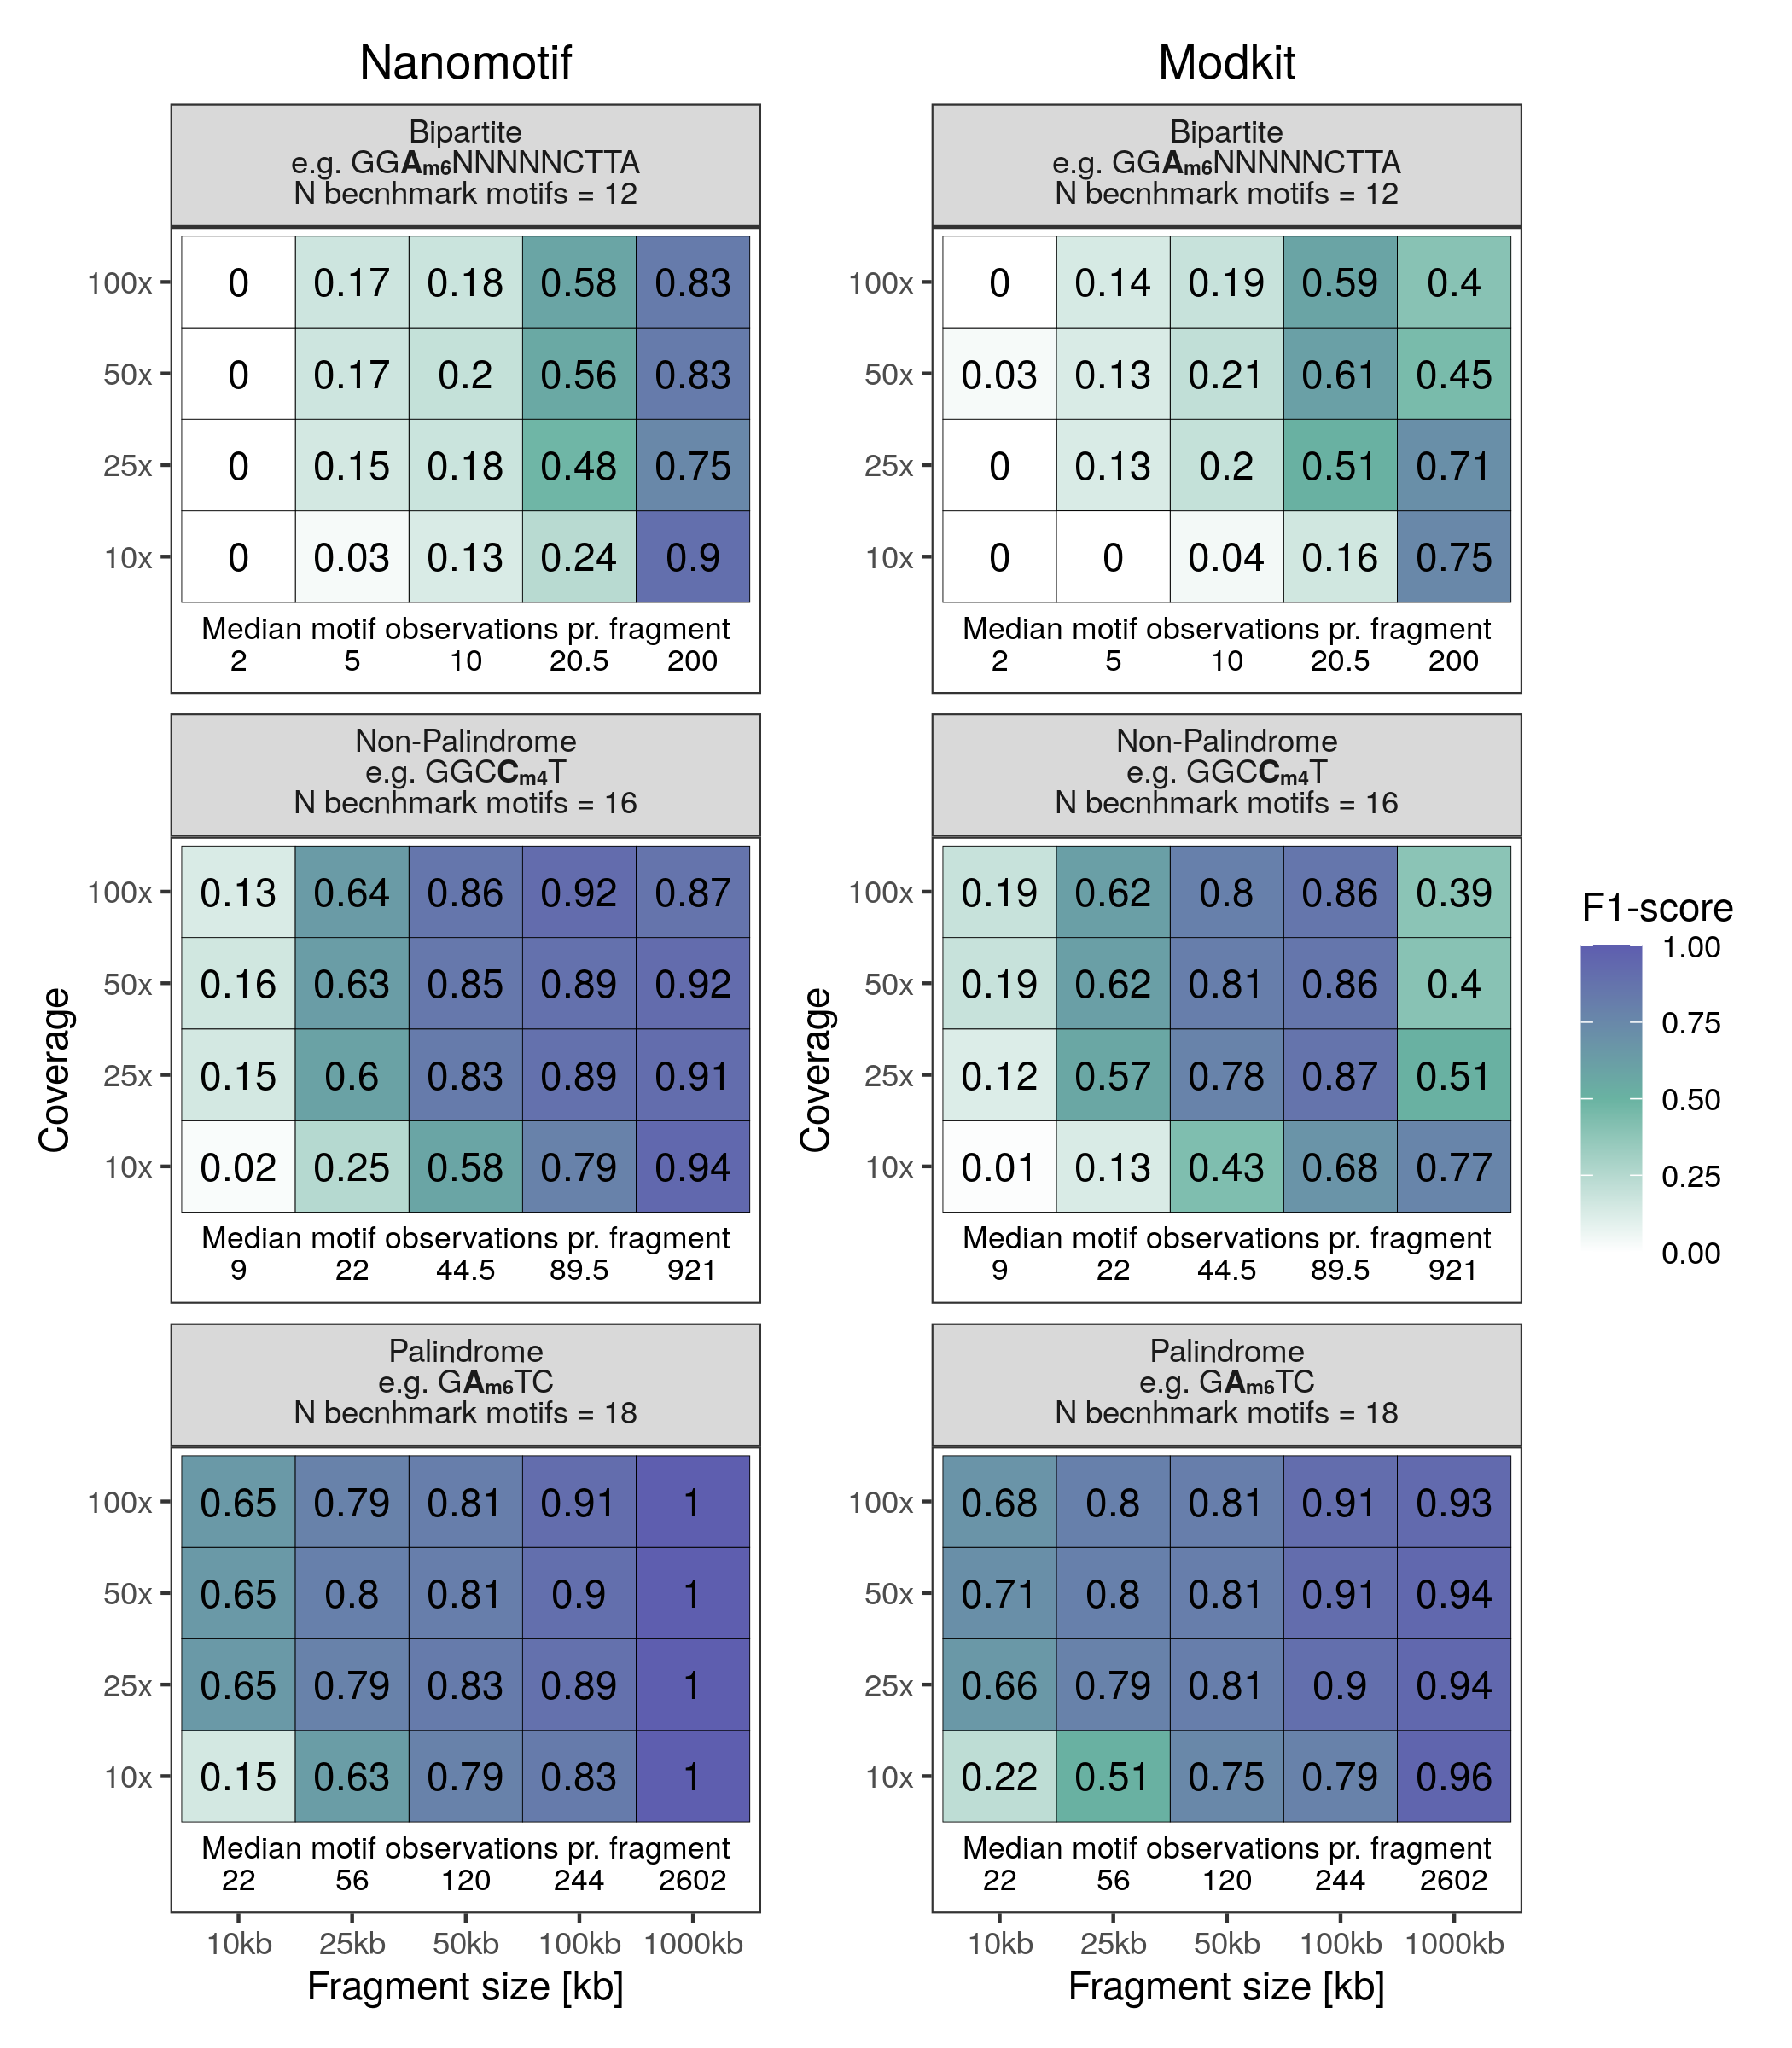 Nanomotif
Modkit
Bipartite
e.g. GGAm6NNNNNCTTA
N becnhmark motifs = 12
100x 0 0.17 0.18 0.58 0.83
50x 0 0.17 0.2 0.56 0.83
25x 0 0.15 0.18 0.48 0.75
10x 0 0.03 0.13 0.24 0.9
Median motif observations pr. fragment
2 5 10 20.5 200
Bipartite
e.g. GGAm6NNNNNCTTA
N becnhmark motifs = 12
100x 0 0.14 0.19 0.59 0.4
50x 0.03 0.13 0.21 0.61 0.45
25x 0 0.13 0.2 0.51 0.71
10x 0 0 0.04 0.16 0.75
Median motif observations pr. fragment
2 5 10 20.5 200
Coverage
Non-Palindrome
e.g. GGCCm4T
N becnhmark motifs = 16
100x 0.13 0.64 0.86 0.92 0.87
50x 0.16 0.63 0.85 0.89 0.92
25x 0.15 0.6 0.83 0.89 0.91
10x 0.02 0.25 0.58 0.79 0.94
Median motif observations pr. fragment
9 22 44.5 89.5 921
Coverage
Non-Palindrome
e.g. GGCCm4T
N becnhmark motifs = 16
100x 0.19 0.62 0.8 0.86 0.39
50x 0.19 0.62 0.81 0.86 0.4
25x 0.12 0.57 0.78 0.87 0.51
10x 0.01 0.13 0.43 0.68 0.77
Median motif observations pr. fragment
9 22 44.5 89.5 921
F1-score
1.00
0.75
0.50
0.25
0.00
Palindrome
e.g. GAm6TC
N becnhmark motifs = 18
100x 0.65 0.79 0.81 0.91 1
50x 0.65 0.8 0.81 0.9 1
25x 0.65 0.79 0.83 0.89 1
10x 0.15 0.63 0.79 0.83 1
Median motif observations pr. fragment
22 56 120 244 2602
10kb 25kb 50kb 100kb 1000kb
Fragment size [kb]
Palindrome
e.g. GAm6TC
N becnhmark motifs = 18
100x 0.68 0.8 0.81 0.91 0.93
50x 0.71 0.8 0.81 0.91 0.94
25x 0.66 0.79 0.81 0.9 0.94
10x 0.22 0.51 0.75 0.79 0.96
Median motif observations pr. fragment
22 56 120 244 2602
10kb 25kb 50kb 100kb 1000kb
Fragment size [kb]